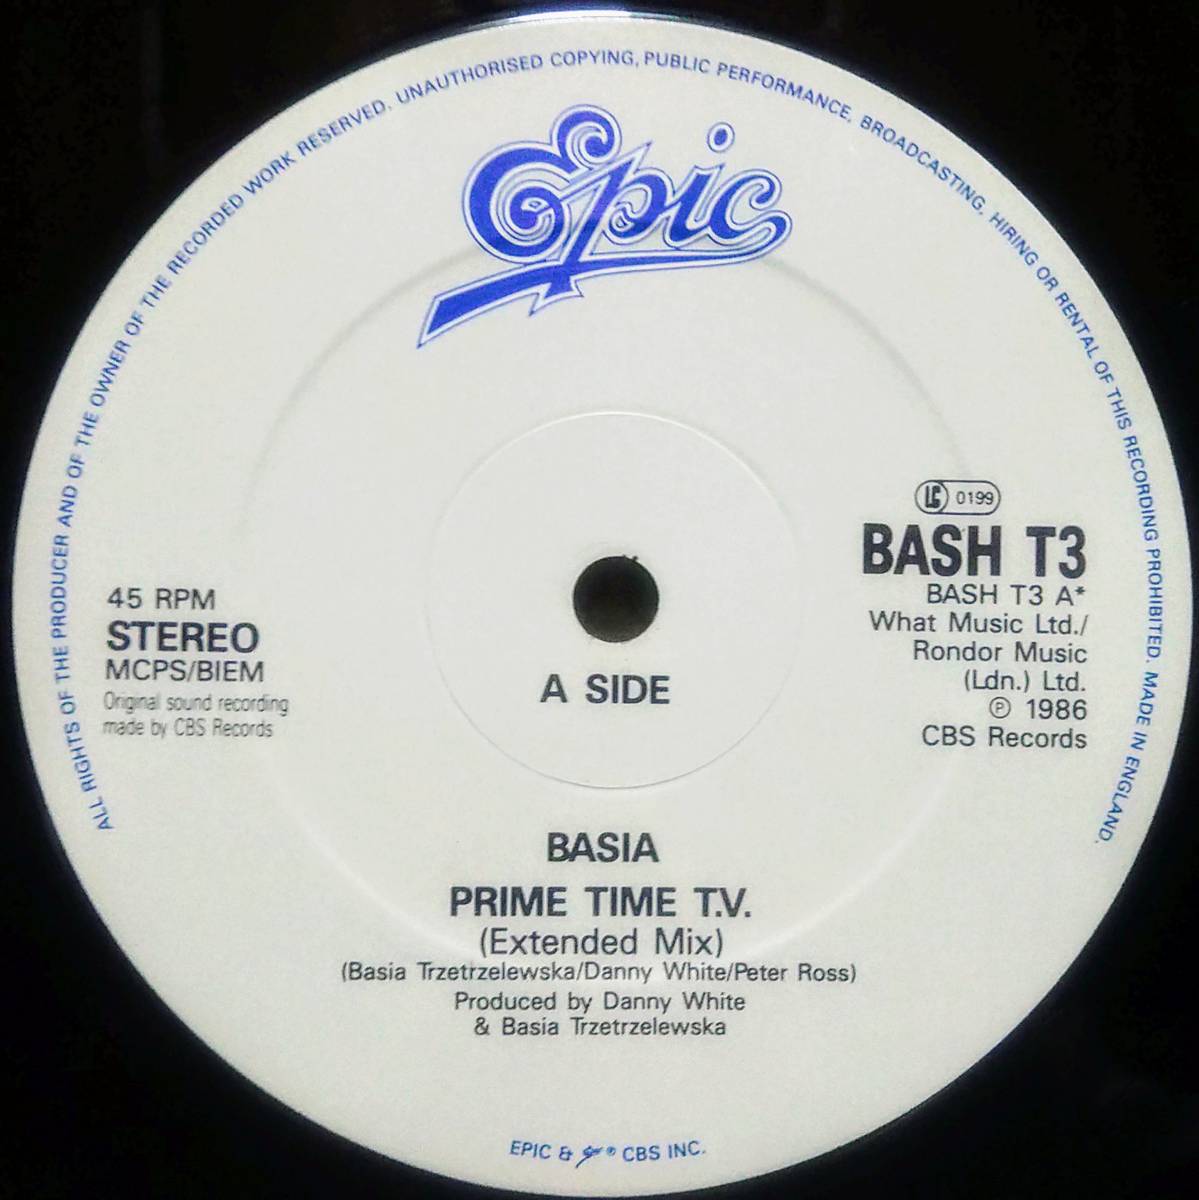 ALL RIGHTS OF THE PRODUCER AND OF THE OWNER OF THE RECORDED WORK RESERVED. UNAUTHORISED COPYING, PUBLIC PERFORMANCE, BROADCASTING, HIRING OR RENTAL OF THIS RECORDING PROHIBITED. MADE IN ENGLAND.
Epic
LC 0199
BASH T3
BASH T3 A*
What Music Ltd./
Rondor Music
(Ldn.) Ltd.
℗ 1986
CBS Records
45 RPM
STEREO
MCPS/BIEM
Original sound recording
made by CBS Records
A SIDE
BASIA
PRIME TIME T.V.
(Extended Mix)
(Basia Trzetrzelewska/Danny White/Peter Ross)
Produced by Danny White
& Basia Trzetrzelewska
EPIC & Epic ® CBS INC.